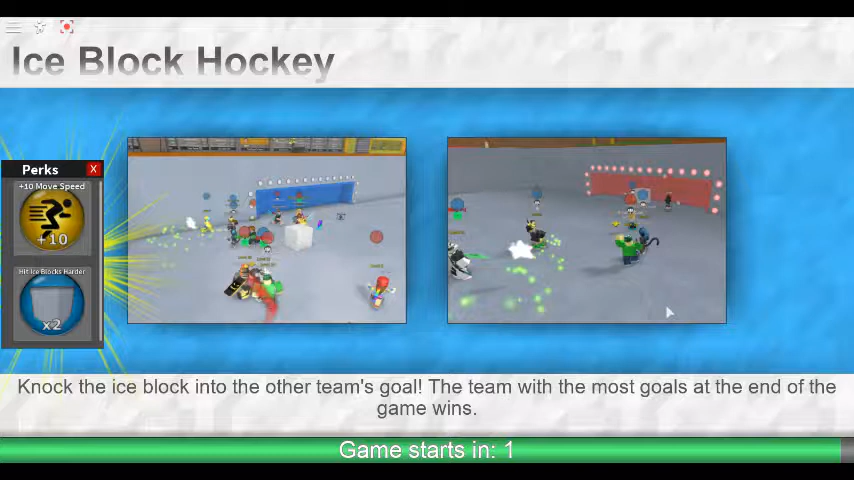 Ice Block Hockey
Perks
X
+10 Move Speed
+10
Hit Ice Blocks Harder
x2
Knock the ice block into the other team's goal! The team with the most goals at the end of the
game wins.
Game starts in: 1